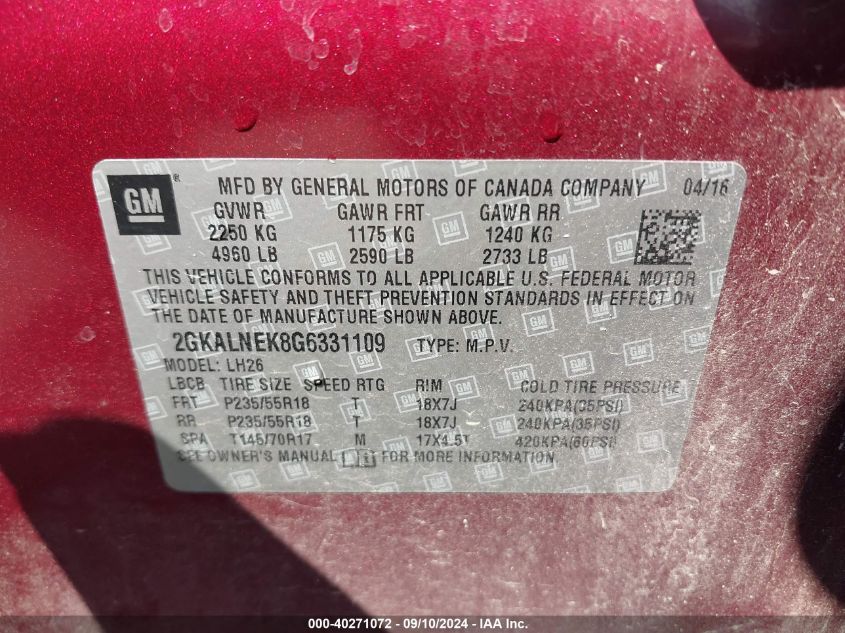 GM MFD BY GENERAL MOTORS OF CANADA COMPANY 04/16
GVWR GAWR FRT GAWR RR
2250 KG 1175 KG 1240 KG
4960 LB 2590 LB 2733 LB
THIS VEHICLE CONFORMS TO ALL APPLICABLE U.S. FEDERAL MOTOR
VEHICLE SAFETY AND THEFT PREVENTION STANDARDS IN EFFECT ON
THE DATE OF MANUFACTURE SHOWN ABOVE.
2GKALNEK8G6331109 TYPE: M.P.V.
MODEL: LH26
LBCB TIRE SIZE SPEED RTG RIM COLD TIRE PRESSURE
FRT P235/55R18 T 18X7J 240KPA(35PSI)
RR P235/55R18 T 18X7J 240KPA(35PSI)
SPA T145/70R17 M 17X4.5T 420KPA(60PSI)
SEE OWNER'S MANUAL FOR MORE INFORMATION.
000-40271072 // 09/10/2024 - IAA Inc.